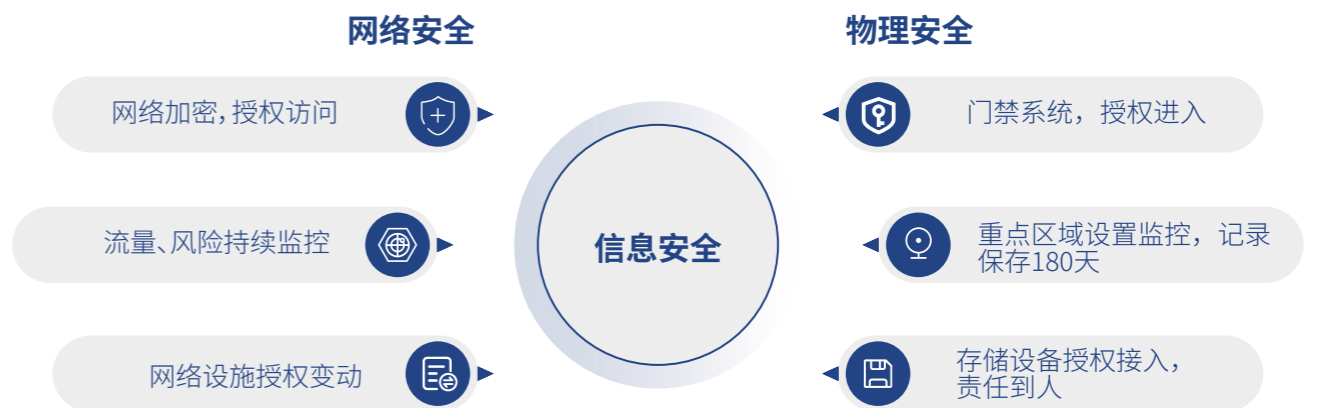 网络安全
网络加密，授权访问
流量、风险持续监控
网络设施授权变动
信息安全
物理安全
门禁系统，授权进入
重点区域设置监控，记录
保存180天
存储设备授权接入，
责任到人